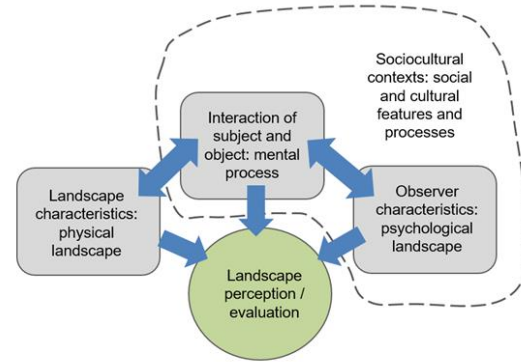 Sociocultural
contexts: social
and cultural
features and
processes
Interaction of
subject and
object: mental
process
Landscape
characteristics:
physical
landscape
Observer
characteristics:
psychological
landscape
Landscape
perception /
evaluation